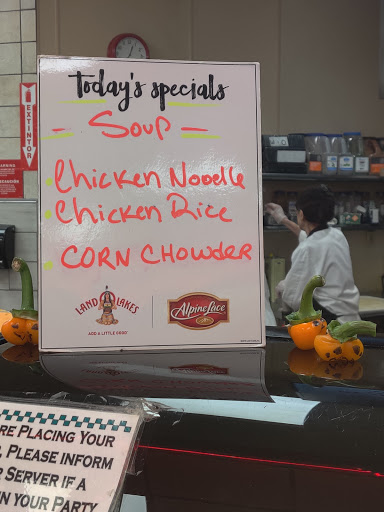 Today's specials
- Soup -
Chicken Noodle
Chicken Rice
CORN CHOWDER
LAND O LAKES
ADD A LITTLE GOOD
Alpine Lace
EXTINTOR
RE PLACING YOUR
, PLEASE INFORM
R SERVER IF A
N YOUR PARTY